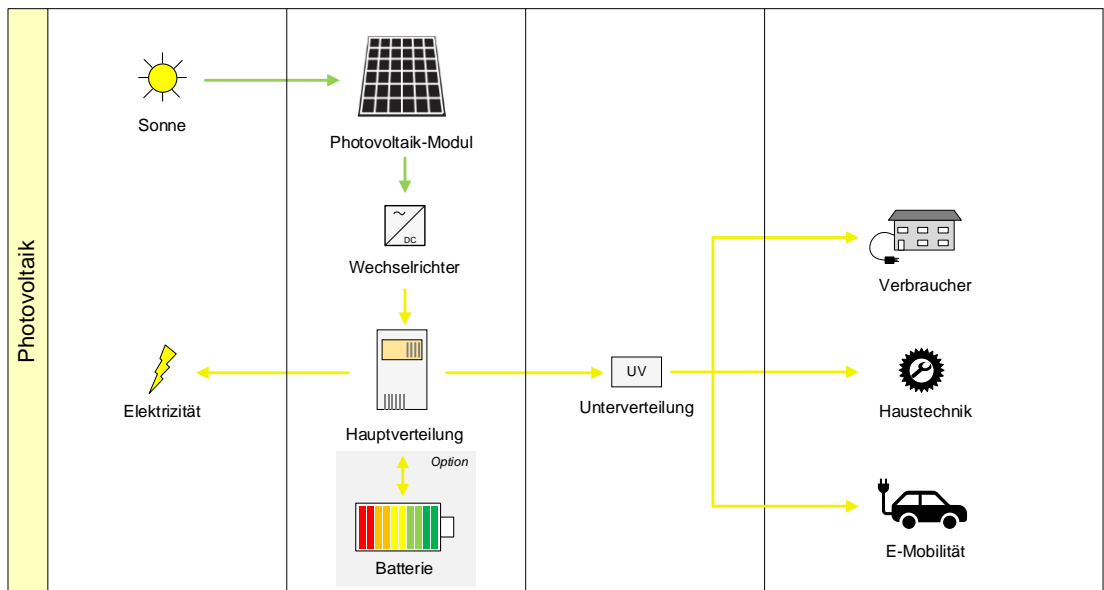 Photovoltaik
Sonne
Photovoltaik-Modul
~
DC
Wechselrichter
Verbraucher
Elektrizität
Hauptverteilung
UV
Unterverteilung
Haustechnik
Option
Batterie
E-Mobilität